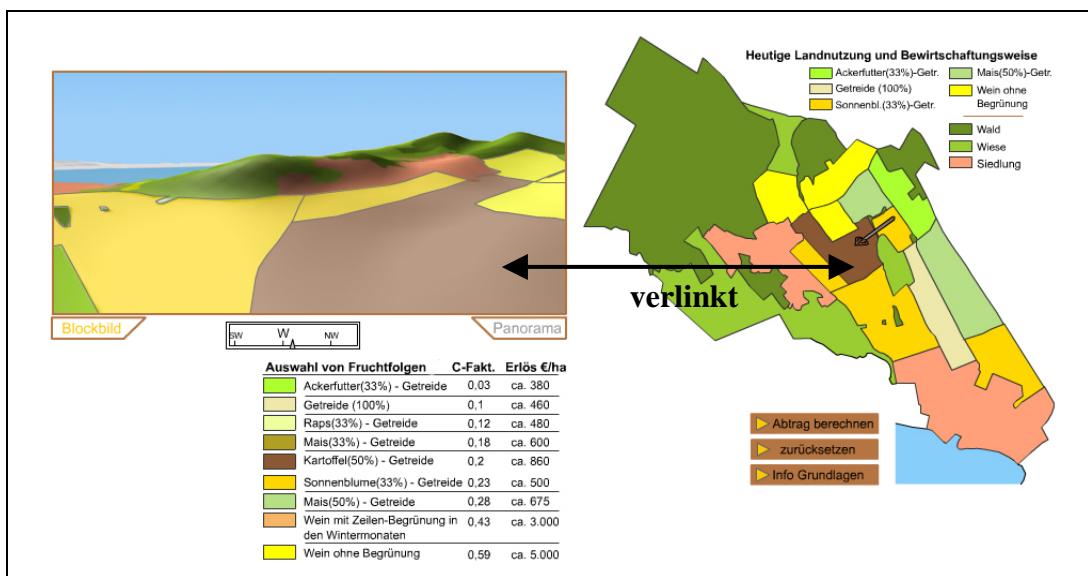 Heutige Landnutzung und Bewirtschaftungsweise
Ackerfutter(33%)-Getr.
Mais(50%)-Getr.
Getreide (100%)
Wein ohne
Begrünung
Sonnenbl.(33%)-Getr.
Wald
Wiese
Siedlung
verlinkt
Blockbild
Panorama
SW W NW
Auswahl von Fruchtfolgen C-Fakt. Erlös €/ha
Ackerfutter(33%) - Getreide 0,03 ca. 380
Getreide (100%) 0,1 ca. 460
Raps(33%) - Getreide 0,12 ca. 480
Mais(33%) - Getreide 0,18 ca. 600
Kartoffel(50%) - Getreide 0,2 ca. 860
Sonnenblume(33%) - Getreide 0,23 ca. 500
Mais(50%) - Getreide 0,28 ca. 675
Wein mit Zeilen-Begrünung in
den Wintermonaten 0,43 ca. 3.000
Wein ohne Begrünung 0,59 ca. 5.000
Abtrag berechnen
zurücksetzen
Info Grundlagen